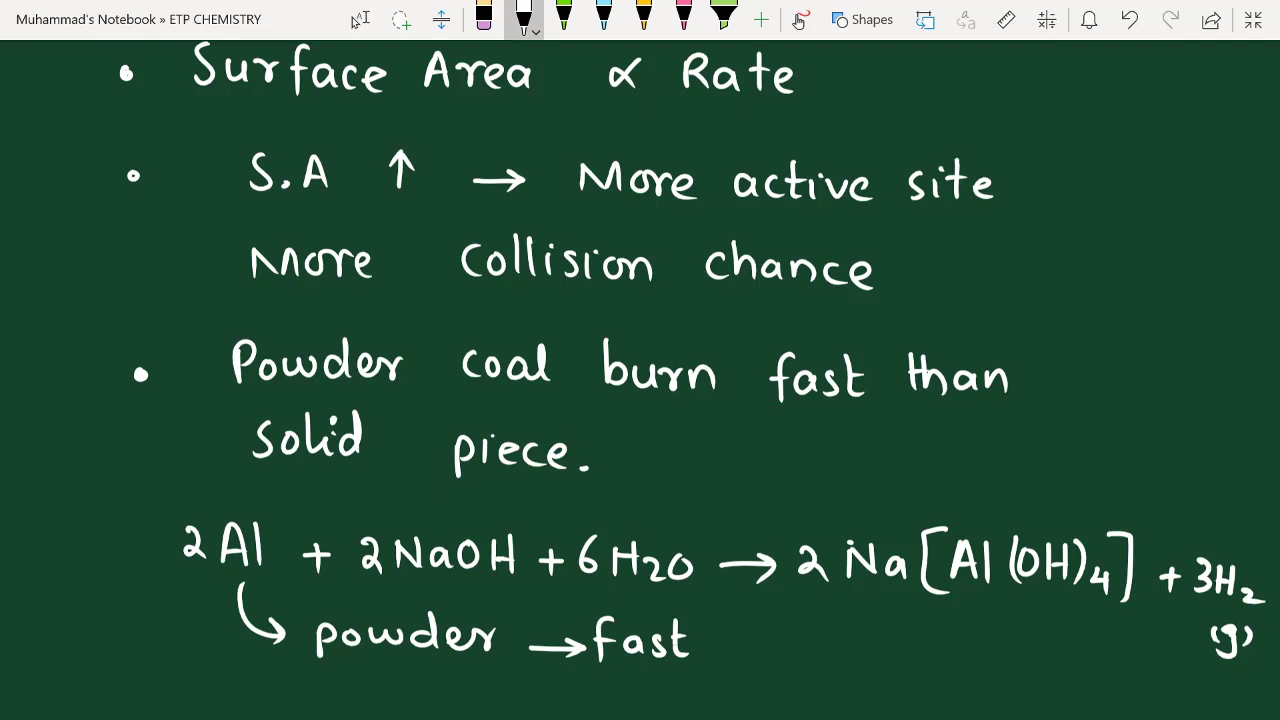 Muhammad's Notebook » ETP CHEMISTRY
Shapes
• Surface Area ∝ Rate
• S.A ↑ → More active site
More collision chance
• Powder coal burn fast than
solid piece.
2Al + 2NaOH + 6H2O → 2Na[Al(OH)4] + 3H2
(g)
powder → fast